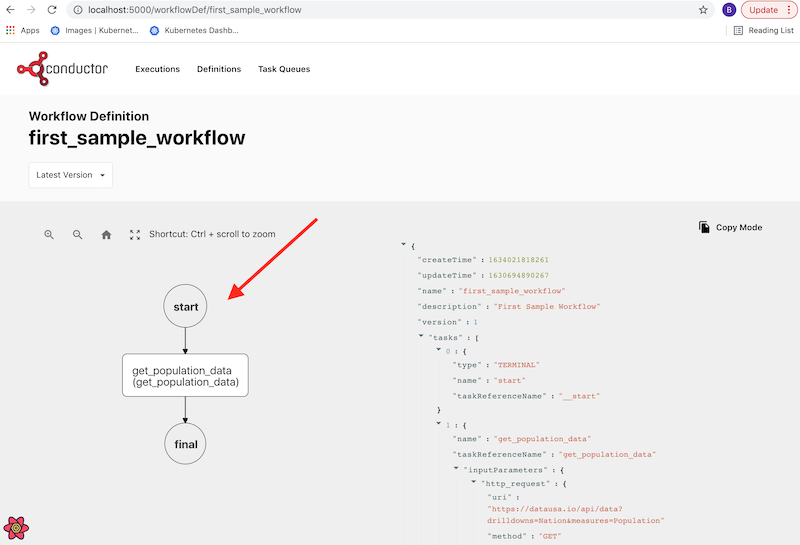 localhost:5000/workflowDef/first_sample_workflow
B
Update
Apps
Images | Kubernet...
Kubernetes Dashb...
Reading List
conductor
Executions
Definitions
Task Queues
Workflow Definition
first_sample_workflow
Latest Version
Shortcut: Ctrl + scroll to zoom
Copy Mode
start
get_population_data
(get_population_data)
final
{
"createTime" : 1634021818261
"updateTime" : 1630694890267
"name" : "first_sample_workflow"
"description" : "First Sample Workflow"
"version" : 1
"tasks" : [
0 : {
"type" : "TERMINAL"
"name" : "start"
"taskReferenceName" : "__start"
}
1 : {
"name" : "get_population_data"
"taskReferenceName" : "get_population_data"
"inputParameters" : {
"http_request" : {
"uri" :
"https://datausa.io/api/data?
drilldowns=Nation&measures=Population"
"method" : "GET"